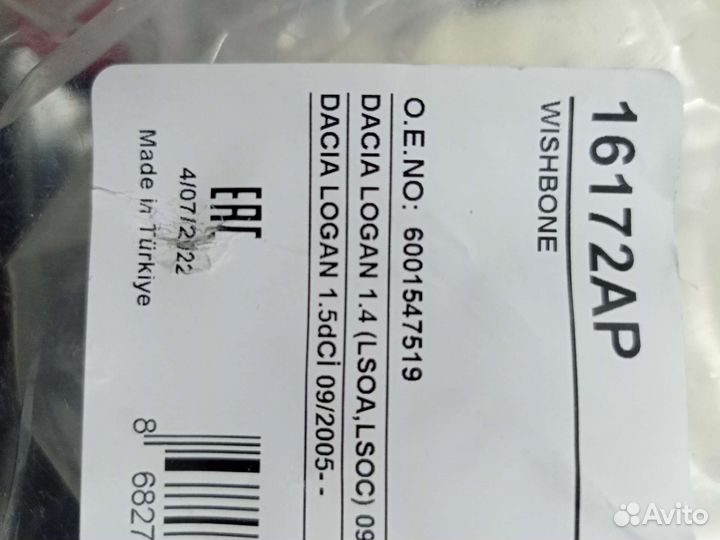 16172AP
WISHBONE
O.E.NO: 6001547519
DACIA LOGAN 1.4 (LSOA,LSOC) 09
DACIA LOGAN 1.5dCİ 09/2005--
EAC
4/07/2022
Made in Türkiye
8 6827
Avito